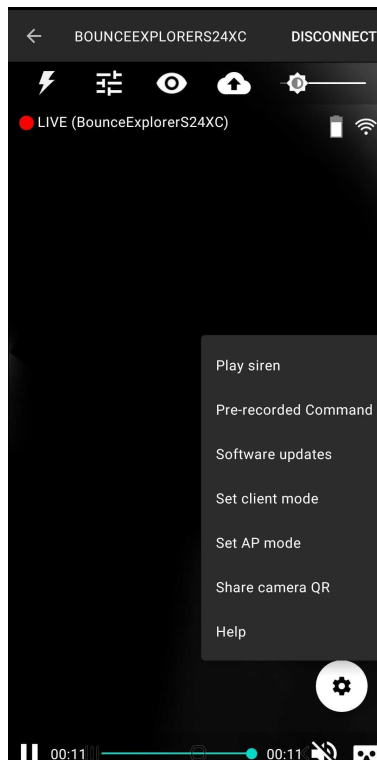 BOUNCEEXPLORERS24XC DISCONNECT
LIVE (BounceExplorerS24XC)
Play siren
Pre-recorded Command
Software updates
Set client mode
Set AP mode
Share camera QR
Help
00:11 00:11